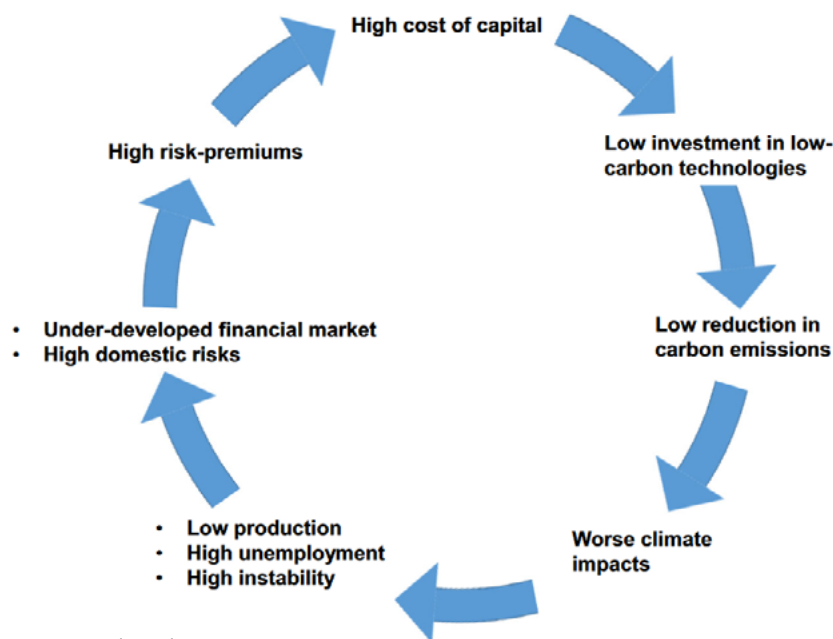 High cost of capital
Low investment in low-
carbon technologies
Low reduction in
carbon emissions
Worse climate
impacts
• Low production
• High unemployment
• High instability
• Under-developed financial market
• High domestic risks
High risk-premiums